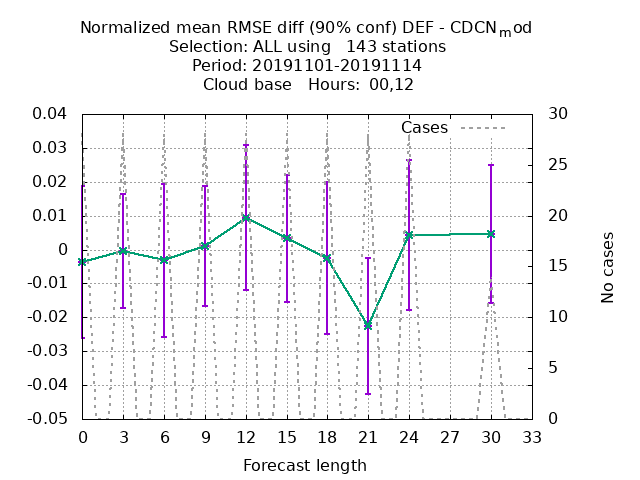 Normalized mean RMSE diff (90% conf) DEF - CDCNmod
Selection: ALL using 143 stations
Period: 20191101-20191114
Cloud base Hours: 00,12
Cases
0.04
0.03
0.02
0.01
0
-0.01
-0.02
-0.03
-0.04
-0.05
30
25
20
15
10
5
0
No cases
0 3 6 9 12 15 18 21 24 27 30 33
Forecast length